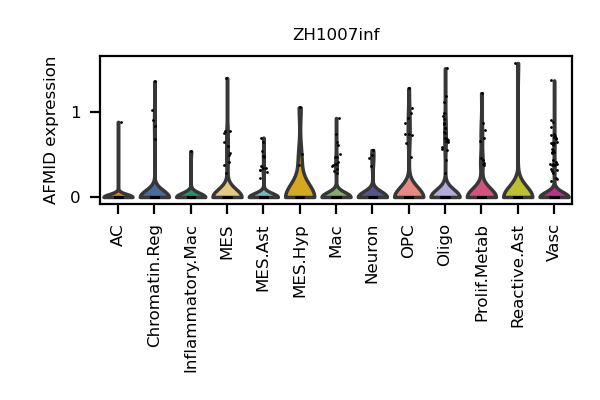 ZH1007inf
AFMID expression
1
0
AC
Chromatin.Reg
Inflammatory.Mac
MES
MES.Ast
MES.Hyp
Mac
Neuron
OPC
Oligo
Prolif.Metab
Reactive.Ast
Vasc